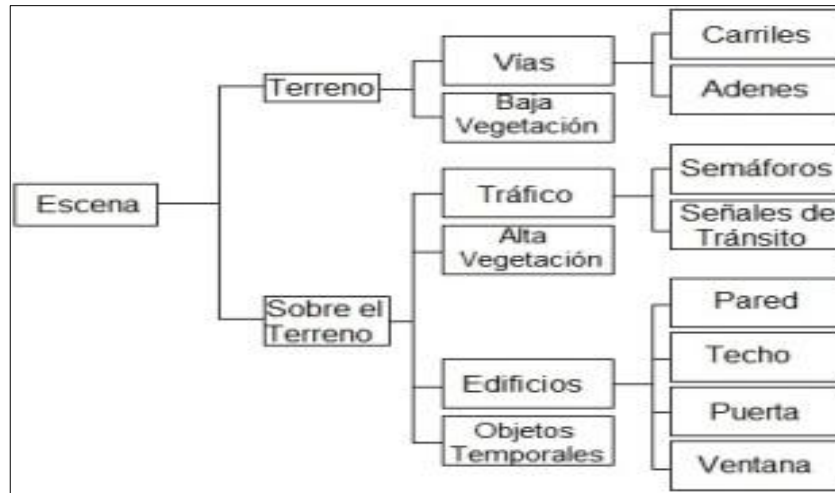 Escena
Terreno
Sobre el
Terreno
Vías
Baja
Vegetación
Tráfico
Alta
Vegetación
Edificios
Objetos
Temporales
Carriles
Adenes
Semáforos
Señales de
Tránsito
Pared
Techo
Puerta
Ventana